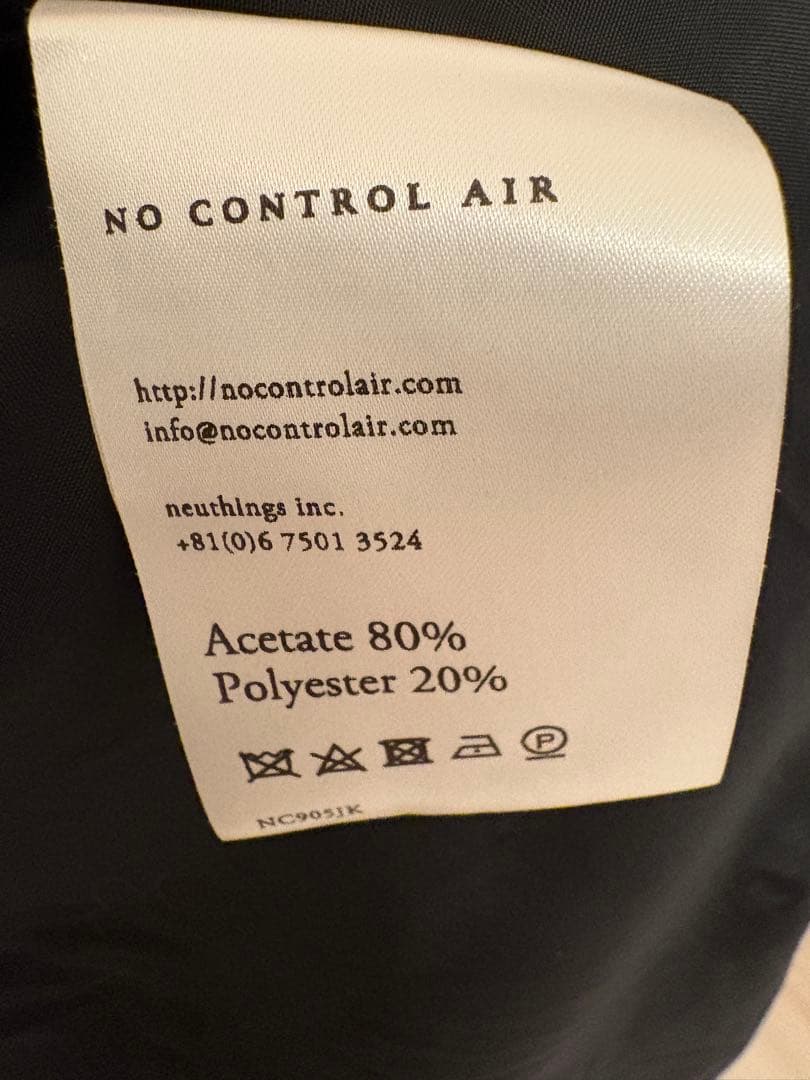 NO CONTROL AIR
http://nocontrolair.com
info@nocontrolair.com
neuthings inc.
+81(0)6 7501 3524
Acetate 80%
Polyester 20%
P
NC905JK